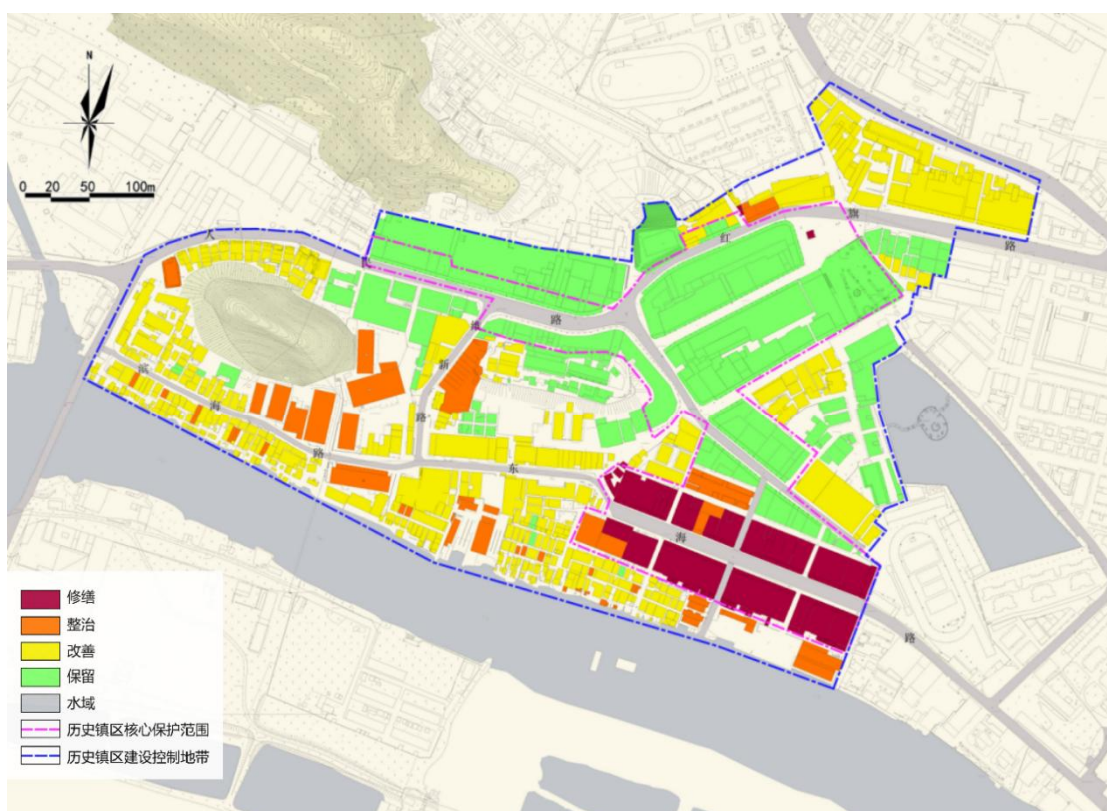 N
0 20 50 100m
人
民
路
红
旗
路
新
路
滨
海
路
东
海
路
修缮
整治
改善
保留
水域
历史镇区核心保护范围
历史镇区建设控制地带